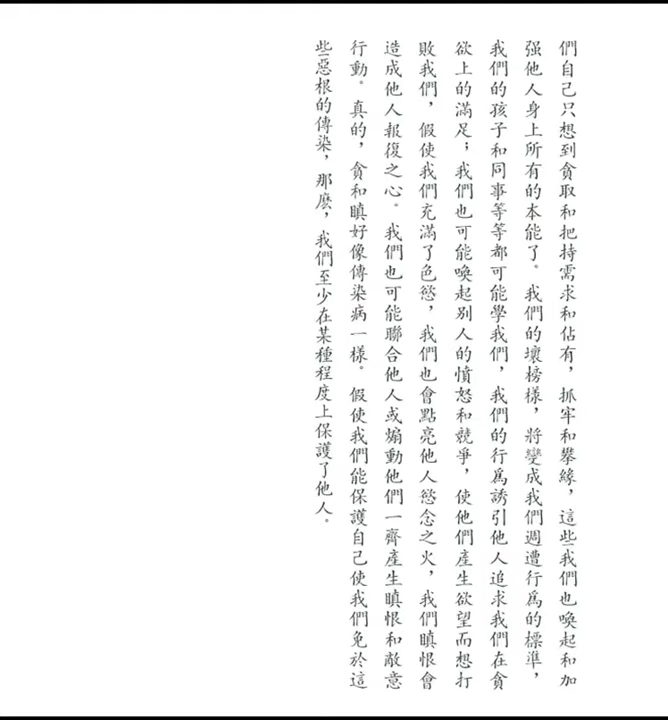 們自己只想到貪取和把持需求和佔有，抓牢和攀緣，這些我們也喚起和加
强他人身上所有的本能了。我們的壞榜樣，將變成我們週遭行爲的標準，
我們的孩子和同事等等都可能學我們，我們的行爲誘引他人追求我們在貪
欲上的滿足；我們也可能喚起別人的憤怒和競爭，使他們產生欲望而想打
敗我們，假使我們充滿了色慾，我們也會點亮他人慾念之火，我們瞋恨會
造成他人報復之心。我們也可能聯合他人或煽動他們一齊產生瞋恨和敵意
行動。真的，貪和瞋好像傳染病一樣。假使我們能保護自己使我們免於這
些惡根的傳染，那麽，我們至少在某種程度上保護了他人。